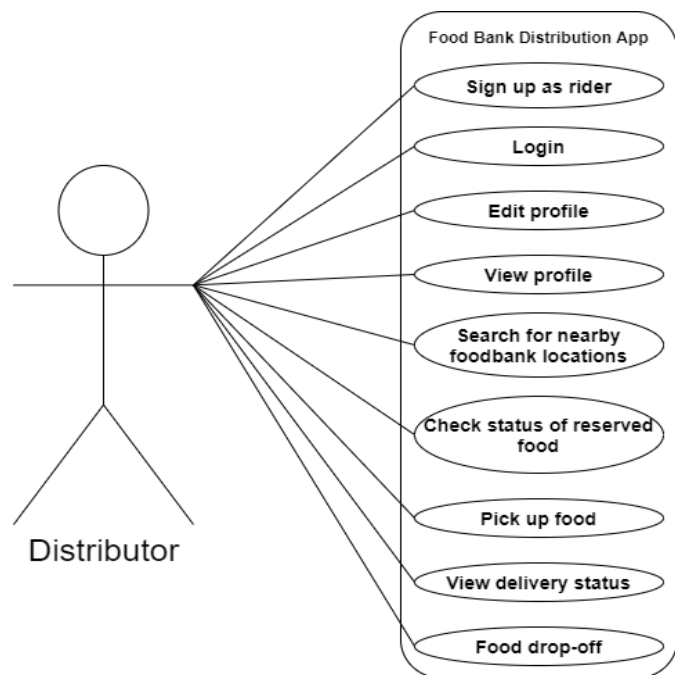 Food Bank Distribution App
Sign up as rider
Login
Edit profile
View profile
Search for nearby
foodbank locations
Check status of reserved
food
Pick up food
View delivery status
Food drop-off
Distributor